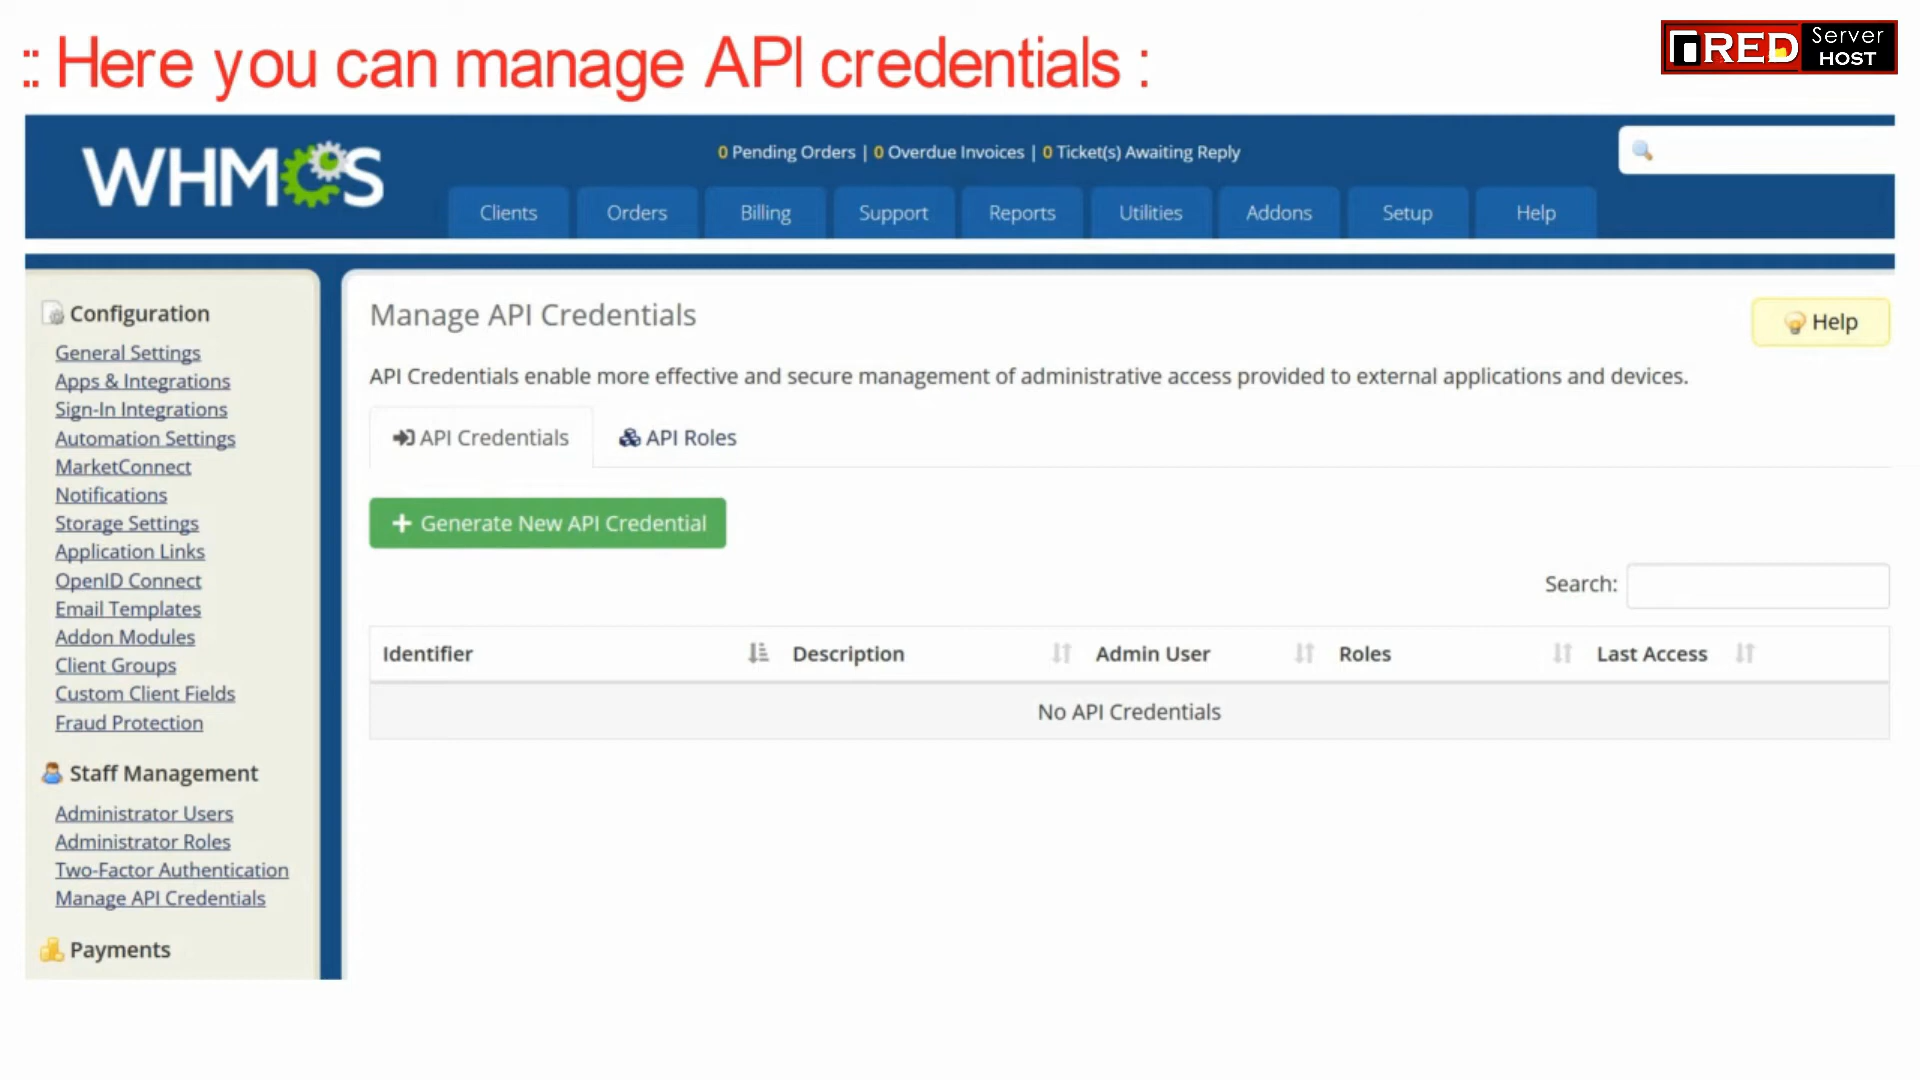 :: Here you can manage API credentials :
RED Server HOST
WHMCS
0 Pending Orders | 0 Overdue Invoices | 0 Ticket(s) Awaiting Reply
Clients Orders Billing Support Reports Utilities Addons Setup Help
Configuration
General Settings
Apps & Integrations
Sign-In Integrations
Automation Settings
MarketConnect
Notifications
Storage Settings
Application Links
OpenID Connect
Email Templates
Addon Modules
Client Groups
Custom Client Fields
Fraud Protection
Staff Management
Administrator Users
Administrator Roles
Two-Factor Authentication
Manage API Credentials
Payments
Manage API Credentials
Help
API Credentials enable more effective and secure management of administrative access provided to external applications and devices.
API Credentials API Roles
+ Generate New API Credential
Search:
Identifier Description Admin User Roles Last Access
No API Credentials